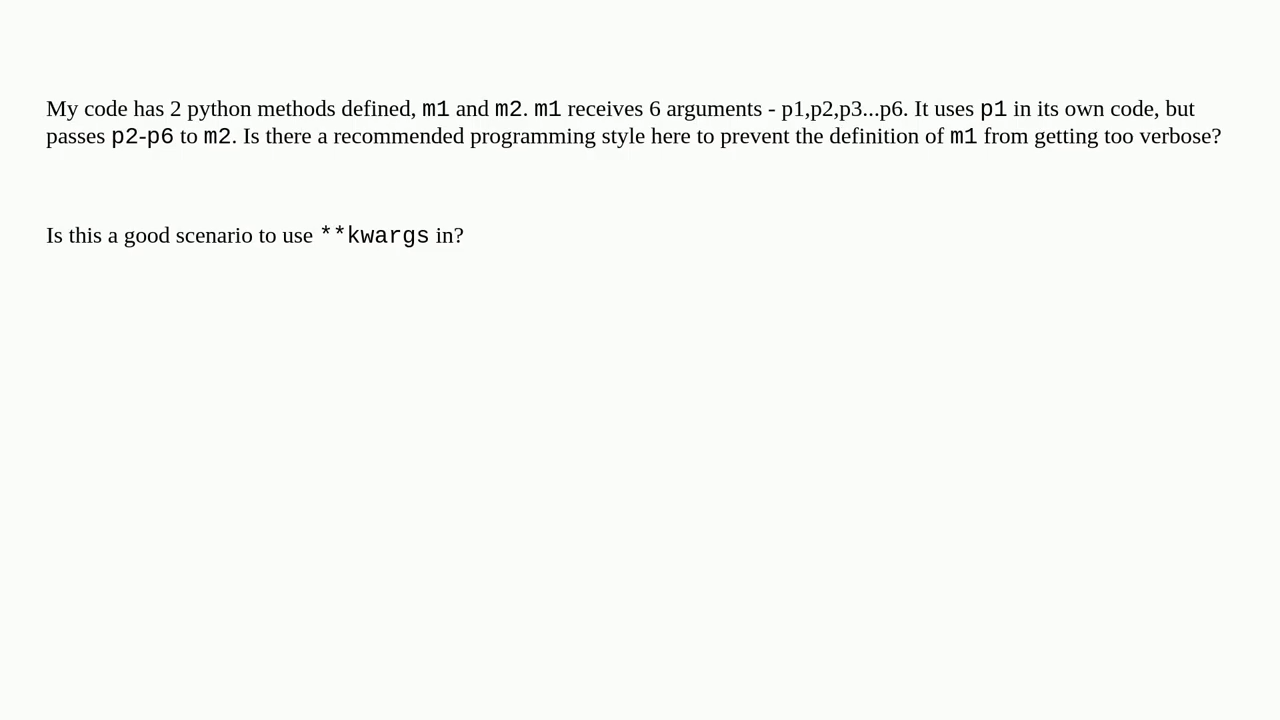 My code has 2 python methods defined, m1 and m2. m1 receives 6 arguments - p1,p2,p3...p6. It uses p1 in its own code, but
passes p2-p6 to m2. Is there a recommended programming style here to prevent the definition of m1 from getting too verbose?
Is this a good scenario to use **kwargs in?